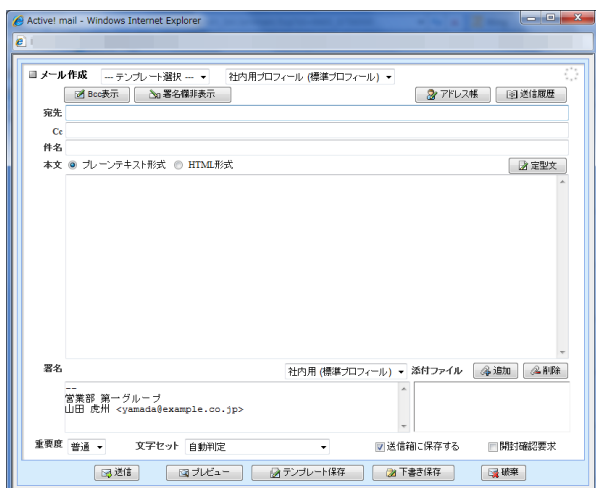 Active! mail - Windows Internet Explorer
メール作成 --- テンプレート選択 --- 社内用プロフィール (標準プロフィール)
Bcc表示 署名欄非表示 アドレス帳 送信履歴
宛先
Cc
件名
本文 プレーンテキスト形式 HTML形式 定型文
署名 社内用 (標準プロフィール) 添付ファイル 追加 削除
--
営業部 第一グループ
山田 虎州 <yamada@example.co.jp>
重要度 普通 文字セット 自動判定 送信箱に保存する 開封確認要求
送信 プレビュー テンプレート保存 下書き保存 破棄